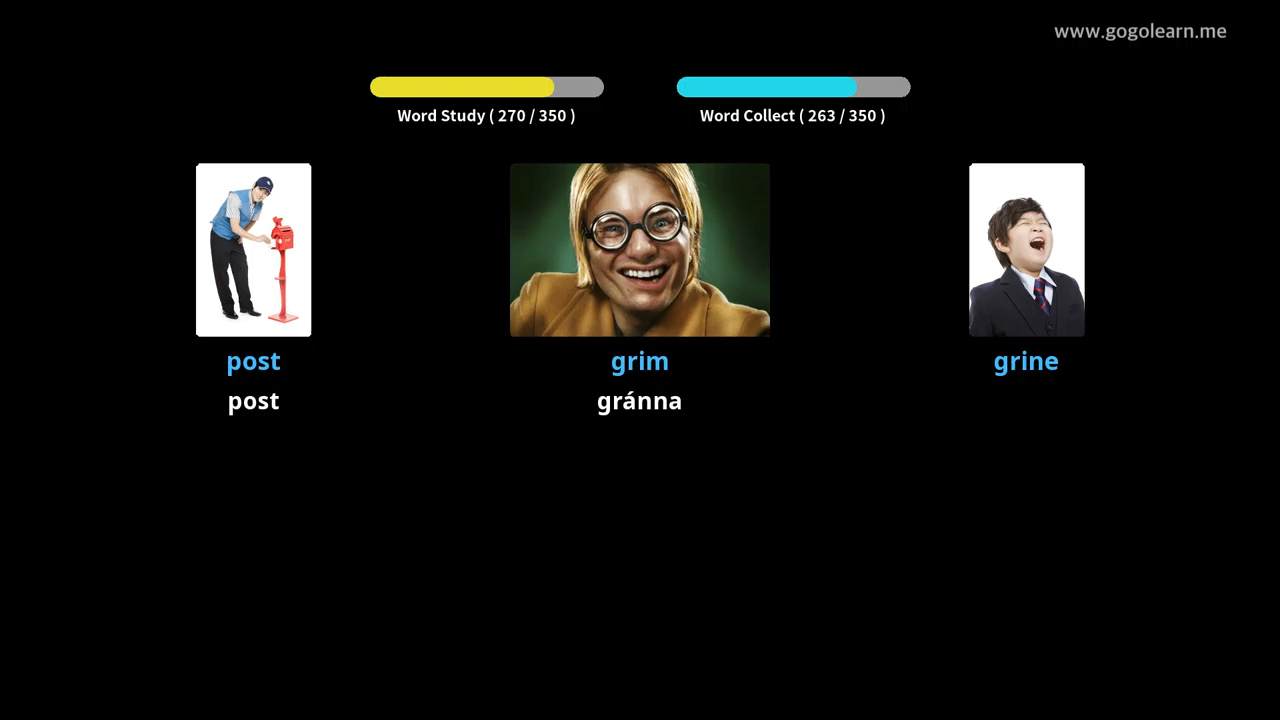 www.gogolearn.me
Word Study ( 270 / 350 )
Word Collect ( 263 / 350 )
post
grim
grine
post
gránna